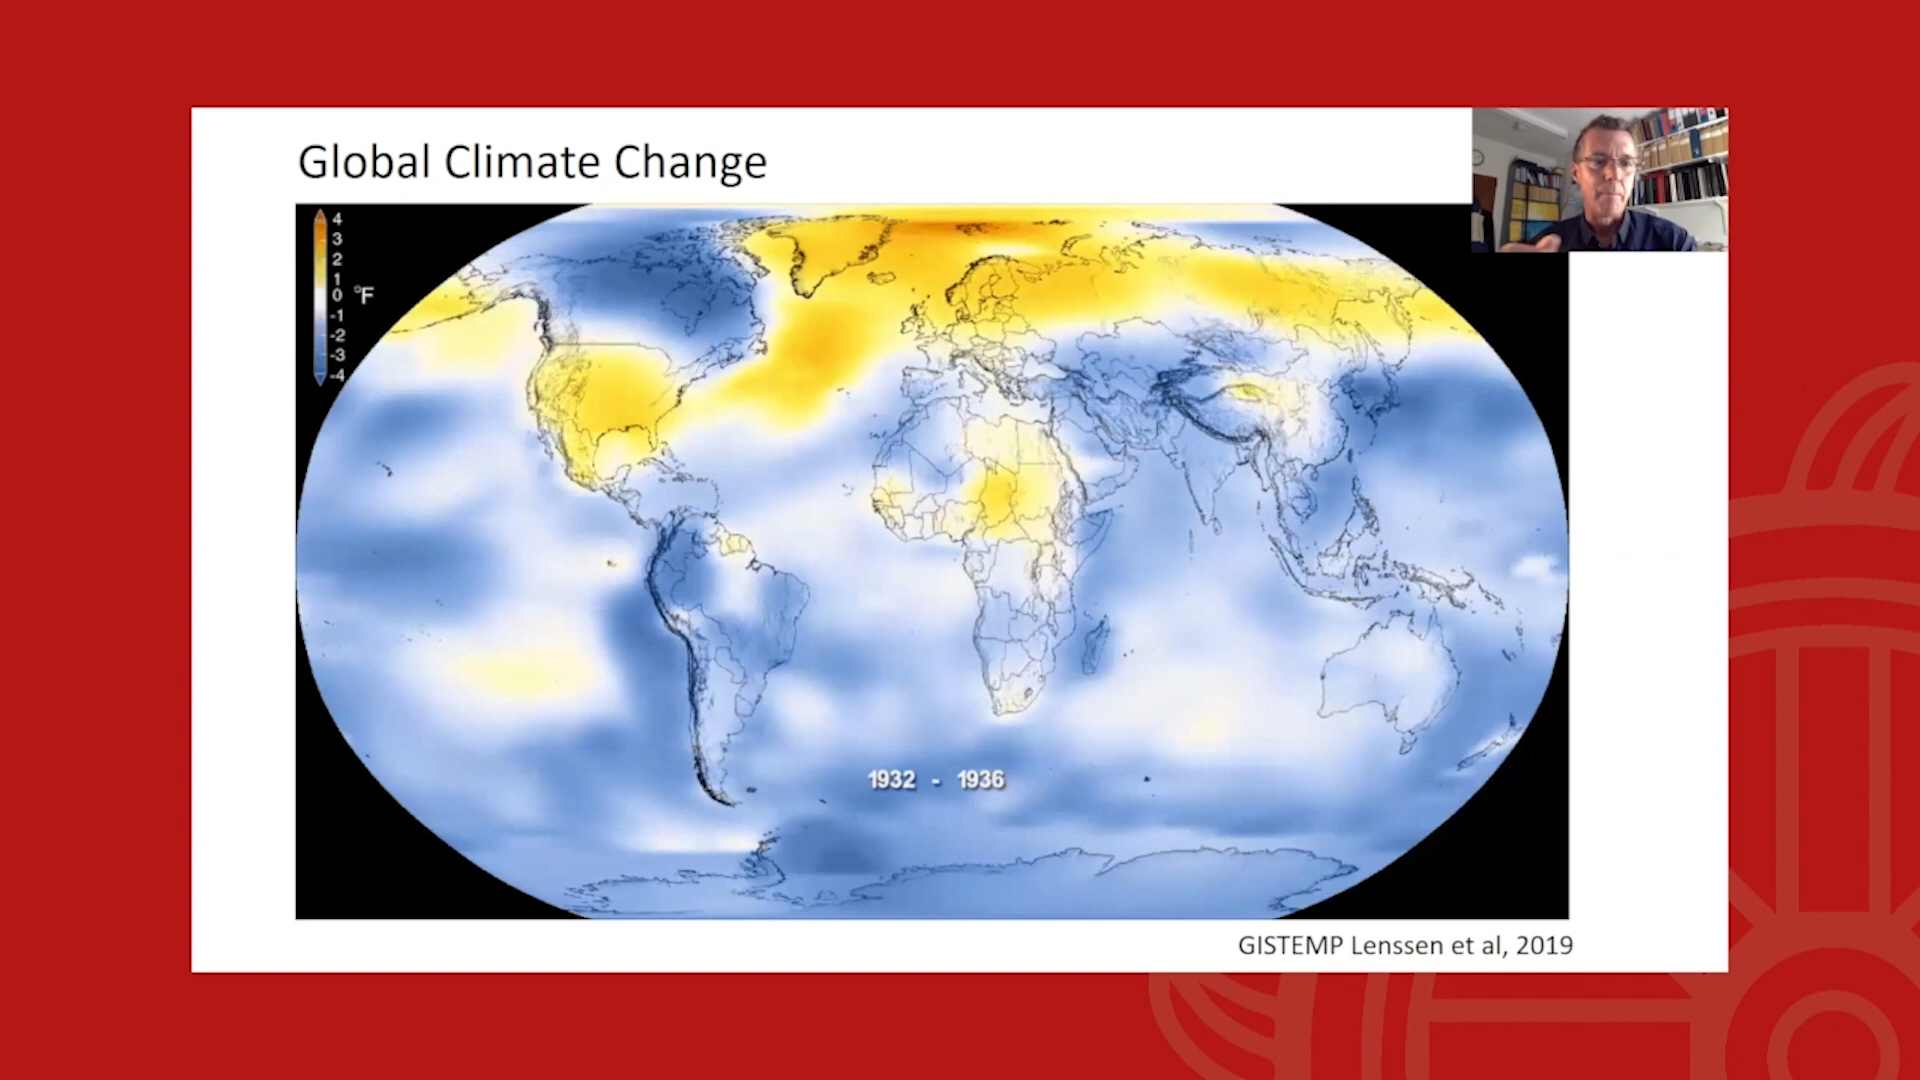 Global Climate Change
4
3
2
1
0 °F
-1
-2
-3
-4
1932 - 1936
GISTEMP Lenssen et al, 2019